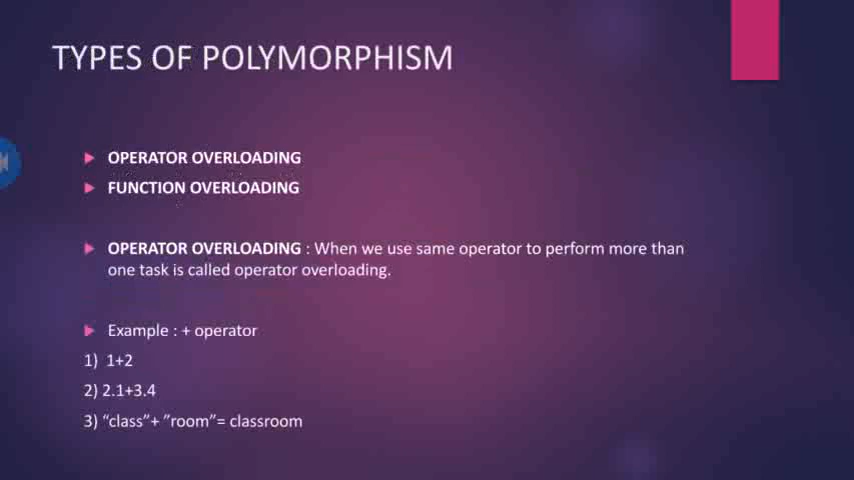 TYPES OF POLYMORPHISM
OPERATOR OVERLOADING
FUNCTION OVERLOADING
OPERATOR OVERLOADING : When we use same operator to perform more than
one task is called operator overloading.
Example : + operator
1) 1+2
2) 2.1+3.4
3) “class”+ ”room”= classroom